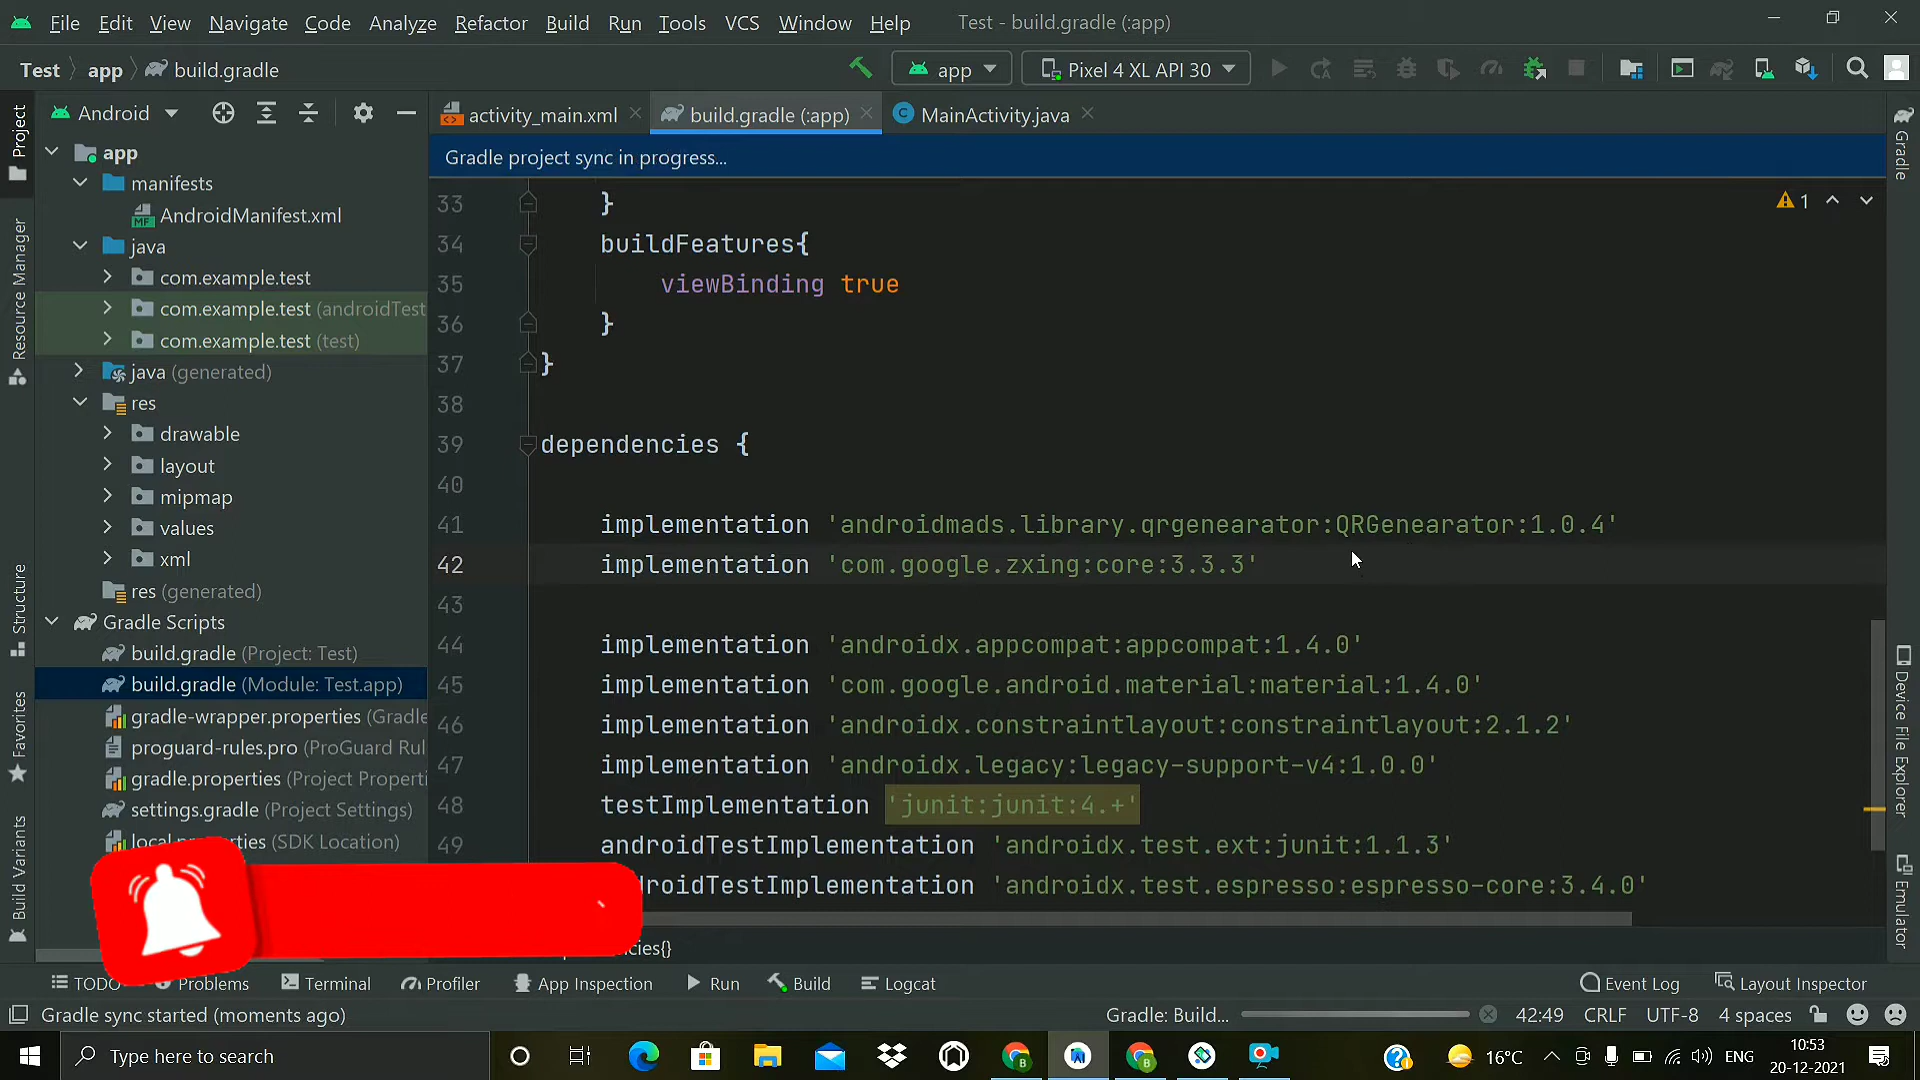 File Edit View Navigate Code Analyze Refactor Build Run Tools VCS Window Help Test - build.gradle (:app)
Test app build.gradle app Pixel 4 XL API 30
Android activity_main.xml build.gradle (:app) MainActivity.java
Gradle project sync in progress...
Project
Resource Manager
Structure
Favorites
Build Variants
app
manifests
AndroidManifest.xml
java
com.example.test
com.example.test (androidTest
com.example.test (test)
java (generated)
res
drawable
layout
mipmap
values
xml
res (generated)
Gradle Scripts
build.gradle (Project: Test)
build.gradle (Module: Test.app)
gradle-wrapper.properties (Gradle
proguard-rules.pro (ProGuard Rul
gradle.properties (Project Properti
settings.gradle (Project Settings)
local.properties (SDK Location)
33 }
34 buildFeatures{
35 viewBinding true
36 }
37 }
38
39 dependencies {
40
41 implementation 'androidmads.library.qrgenearator:QRGenearator:1.0.4'
42 implementation 'com.google.zxing:core:3.3.3'
43
44 implementation 'androidx.appcompat:appcompat:1.4.0'
45 implementation 'com.google.android.material:material:1.4.0'
46 implementation 'androidx.constraintlayout:constraintlayout:2.1.2'
47 implementation 'androidx.legacy:legacy-support-v4:1.0.0'
48 testImplementation 'junit:junit:4.+'
49 androidTestImplementation 'androidx.test.ext:junit:1.1.3'
droidTestImplementation 'androidx.test.espresso:espresso-core:3.4.0'
cies{}
1
Gradle
Device File Explorer
Emulator
TODO Problems Terminal Profiler App Inspection Run Build Logcat Event Log Layout Inspector
Gradle sync started (moments ago) Gradle: Build... 42:49 CRLF UTF-8 4 spaces
Type here to search 16°C ENG 10:53
20-12-2021